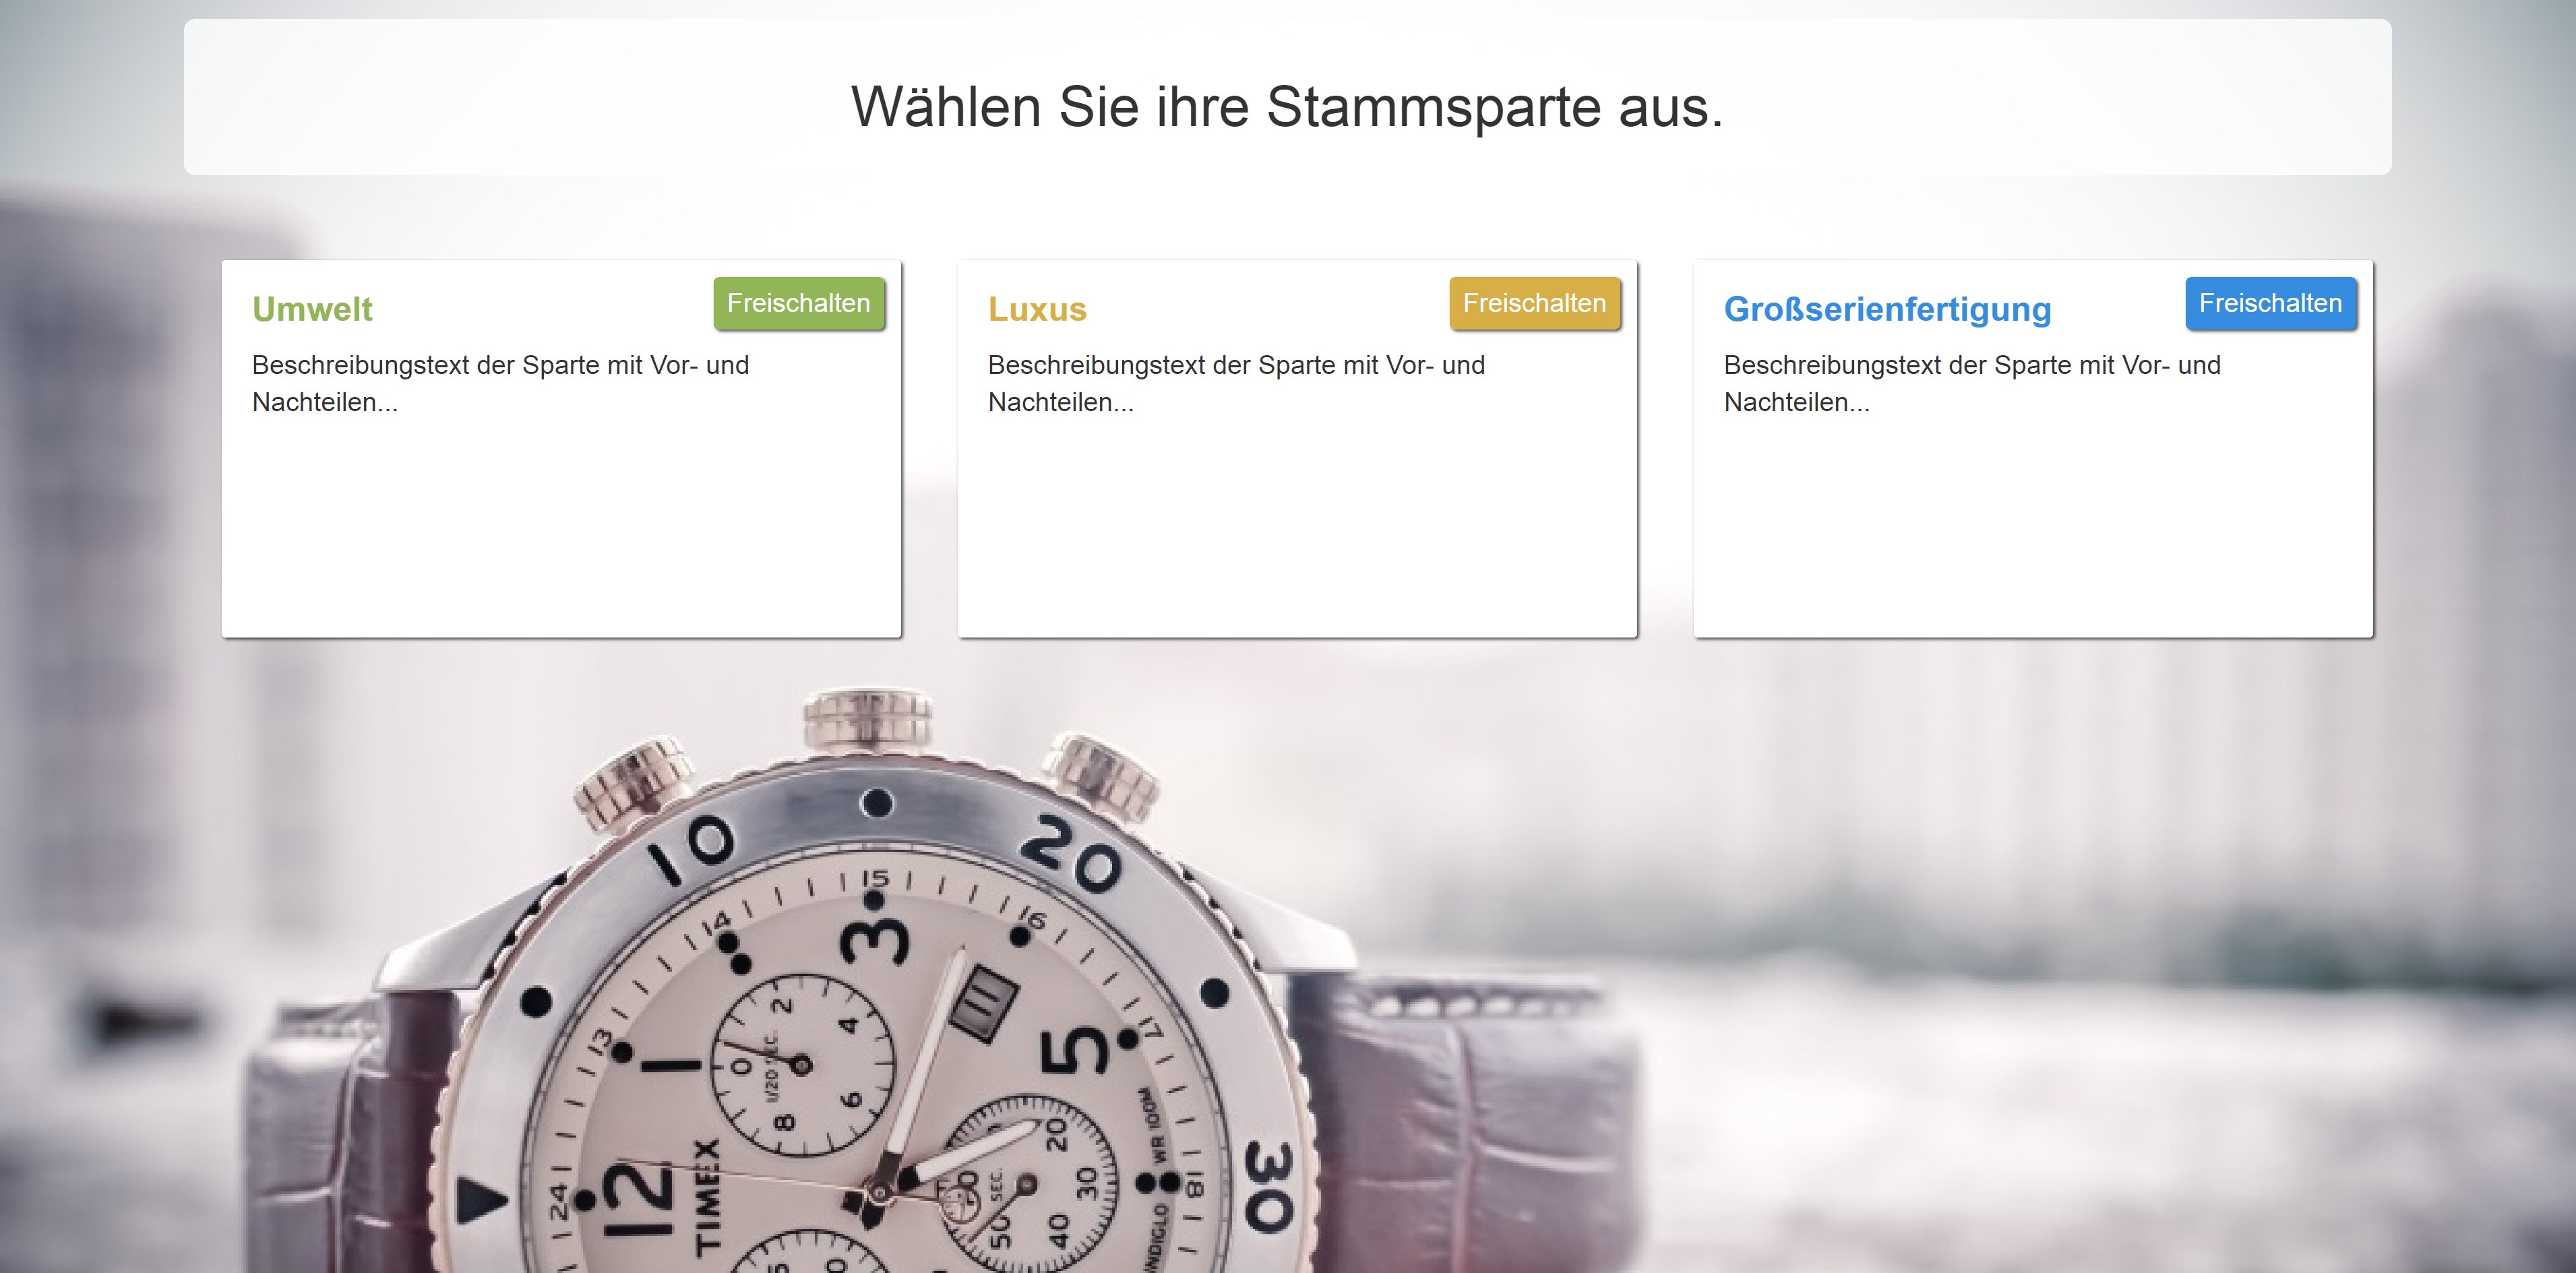 Wählen Sie ihre Stammsparte aus.
Umwelt
Freischalten
Beschreibungstext der Sparte mit Vor- und
Nachteilen...
Luxus
Freischalten
Beschreibungstext der Sparte mit Vor- und
Nachteilen...
Großserienfertigung
Freischalten
Beschreibungstext der Sparte mit Vor- und
Nachteilen...
10
20
30
13
14
15
16
17
18
24
12
1
3
5
TIMEX
0
2
4
6
8
1/20 SEC.
20
30
40
50
SEC.
WR 100M
INDIGLO